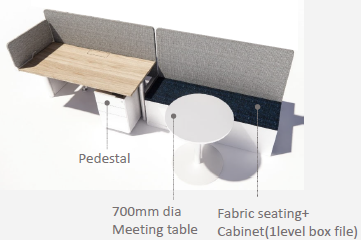 Pedestal
700mm dia
Meeting table
Fabric seating+
Cabinet(1level box file)